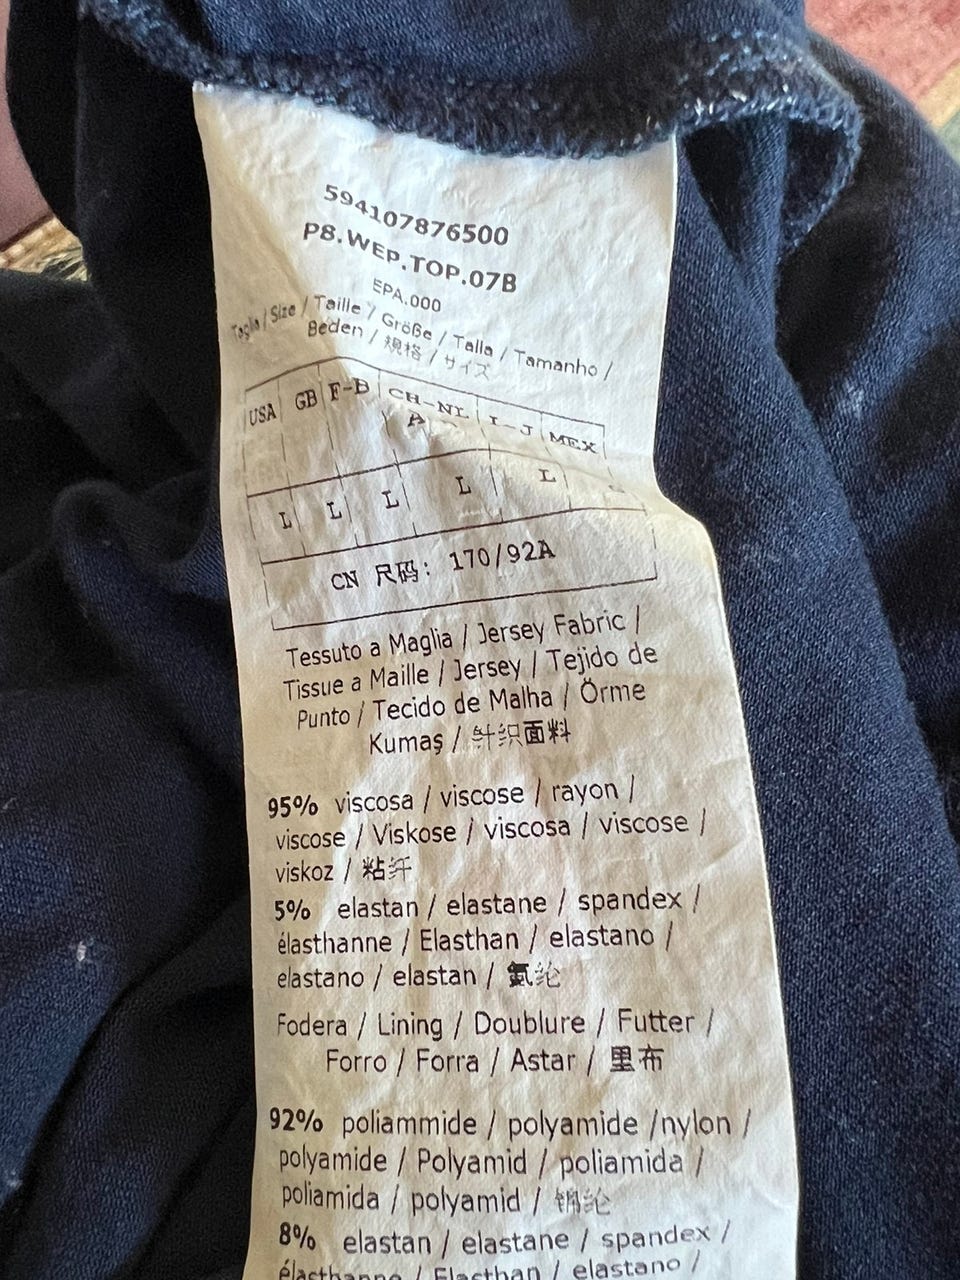 594107876500
P8.WEP.TOP.07B
EPA.000
Taglia / Size / Taille / Größe / Talla / Tamanho /
Beden / 規格 / サイズ
USA GB F-B CH-NL I-J MEX
A
L L L L L
CN 尺码: 170/92A
Tessuto a Maglia / Jersey Fabric /
Tissue a Maille / Jersey / Tejido de
Punto / Tecido de Malha / Örme
Kumaş / 针织面料
95% viscosa / viscose / rayon /
viscose / Viskose / viscosa / viscose /
viskoz / 粘纤
5% elastan / elastane / spandex /
élasthanne / Elasthan / elastano /
elastano / elastan / 氨纶
Fodera / Lining / Doublure / Futter /
Forro / Forra / Astar / 里布
92% poliammide / polyamide /nylon /
polyamide / Polyamid / poliamida /
poliamida / polyamid / 锦纶
8% elastan / elastane / spandex /
élasthanne / Elasthan / elastano /